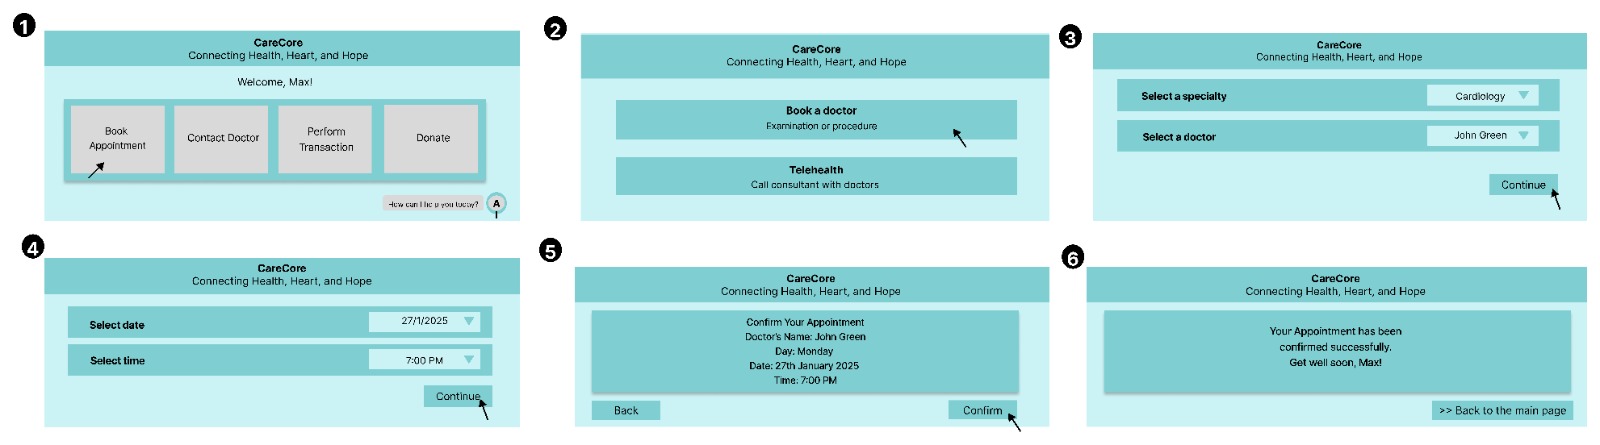 1
CareCore
Connecting Health, Heart, and Hope
Welcome, Max!
Book
Appointment
Contact Doctor
Perform
Transaction
Donate
How can I help you today?
A
2
CareCore
Connecting Health, Heart, and Hope
Book a doctor
Examination or procedure
Telehealth
Call consultant with doctors
3
CareCore
Connecting Health, Heart, and Hope
Select a specialty
Cardiology
Select a doctor
John Green
Continue
4
CareCore
Connecting Health, Heart, and Hope
Select date
27/1/2025
Select time
7:00 PM
Continue
5
CareCore
Connecting Health, Heart, and Hope
Confirm Your Appointment
Doctor's Name: John Green
Day: Monday
Date: 27th January 2025
Time: 7:00 PM
Back
Confirm
6
CareCore
Connecting Health, Heart, and Hope
Your Appointment has been
confirmed successfully.
Get well soon, Max!
>> Back to the main page